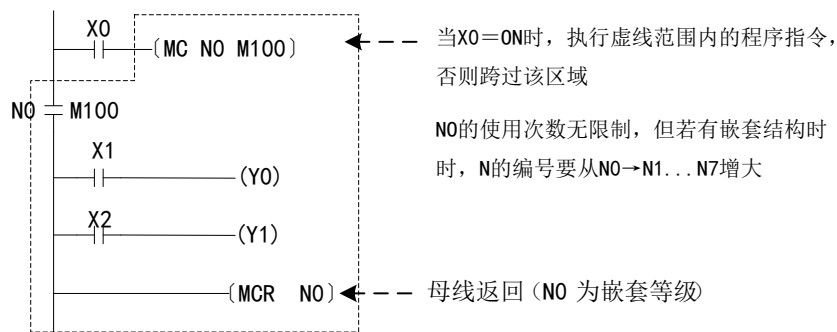 X0
(MC N0 M100)
当X0＝ON时，执行虚线范围内的程序指令，
否则跨过该区域
N0 M100
N0的使用次数无限制，但若有嵌套结构时
时，N的编号要从N0→N1...N7增大
X1
(Y0)
X2
(Y1)
(MCR N0)
母线返回（N0 为嵌套等级）